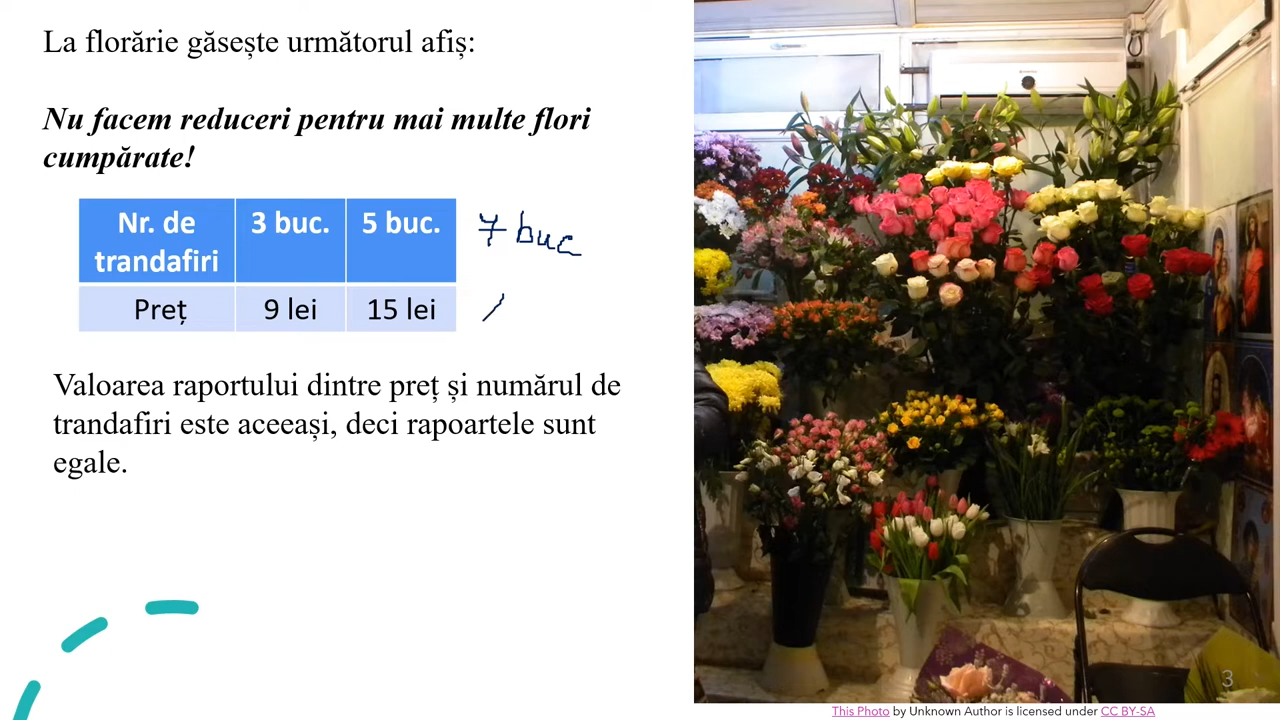 La florărie găsește următorul afiș:
Nu facem reduceri pentru mai multe flori
cumpărate!
Nr. de trandafiri 3 buc. 5 buc. 7 buc
Preț 9 lei 15 lei
Valoarea raportului dintre preț și numărul de
trandafiri este aceeași, deci rapoartele sunt
egale.
3
This Photo by Unknown Author is licensed under CC BY-SA